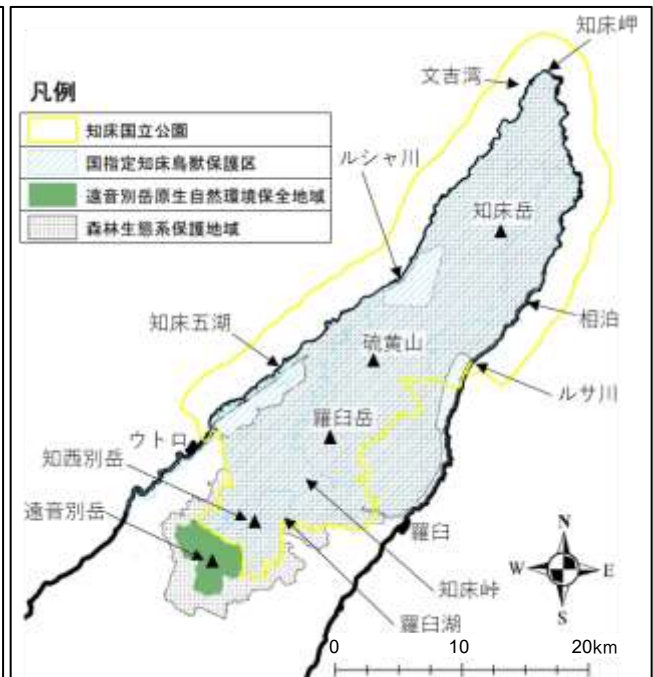 知床岬
文吉湾
凡例
知床国立公園
国指定知床鳥獣保護区
遠音別岳原生自然環境保全地域
森林生態系保護地域
ルシャ川
知床岳
相泊
知床五湖
硫黄山
ルサ川
羅臼岳
ウトロ
知西別岳
遠音別岳
羅臼
知床峠
羅臼湖
N
W E
S
0 10 20km